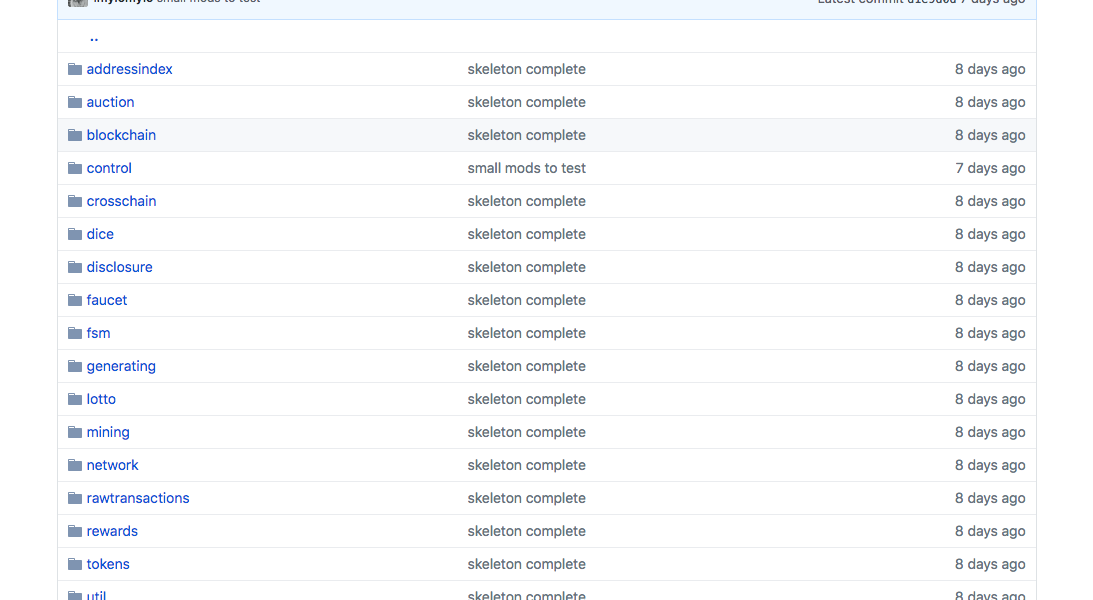 small mods to test Latest commit 7 days ago
..
addressindex skeleton complete 8 days ago
auction skeleton complete 8 days ago
blockchain skeleton complete 8 days ago
control small mods to test 7 days ago
crosschain skeleton complete 8 days ago
dice skeleton complete 8 days ago
disclosure skeleton complete 8 days ago
faucet skeleton complete 8 days ago
fsm skeleton complete 8 days ago
generating skeleton complete 8 days ago
lotto skeleton complete 8 days ago
mining skeleton complete 8 days ago
network skeleton complete 8 days ago
rawtransactions skeleton complete 8 days ago
rewards skeleton complete 8 days ago
tokens skeleton complete 8 days ago
util skeleton complete 8 days ago